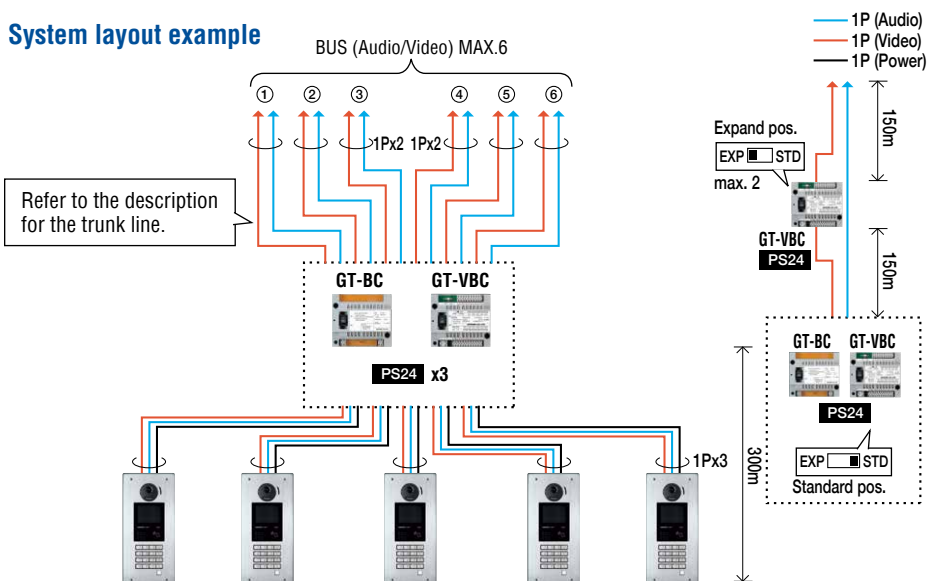 System layout example
BUS (Audio/Video) MAX.6
① ② ③ ④ ⑤ ⑥
1Px2 1Px2
Refer to the description
for the trunk line.
GT-BC GT-VBC
PS24 x3
1Px3
300m
1P (Audio)
1P (Video)
1P (Power)
150m
Expand pos.
EXP STD
max. 2
GT-VBC
PS24
150m
GT-BC GT-VBC
PS24
EXP STD
Standard pos.